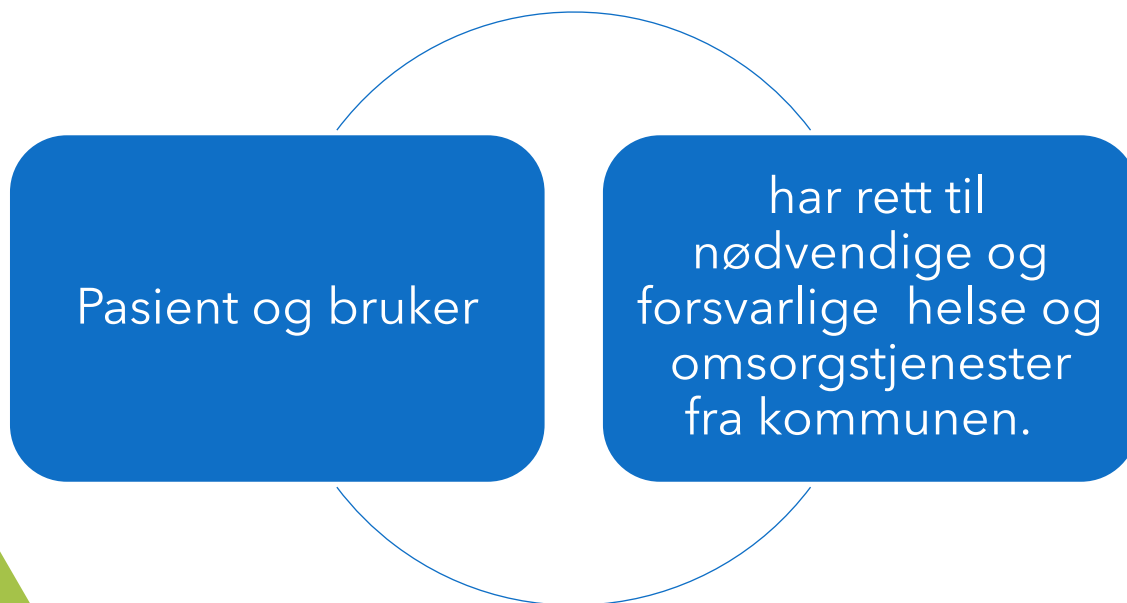 Pasient og bruker
har rett til
nødvendige og
forsvarlige  helse og
omsorgstjenester
fra kommunen.